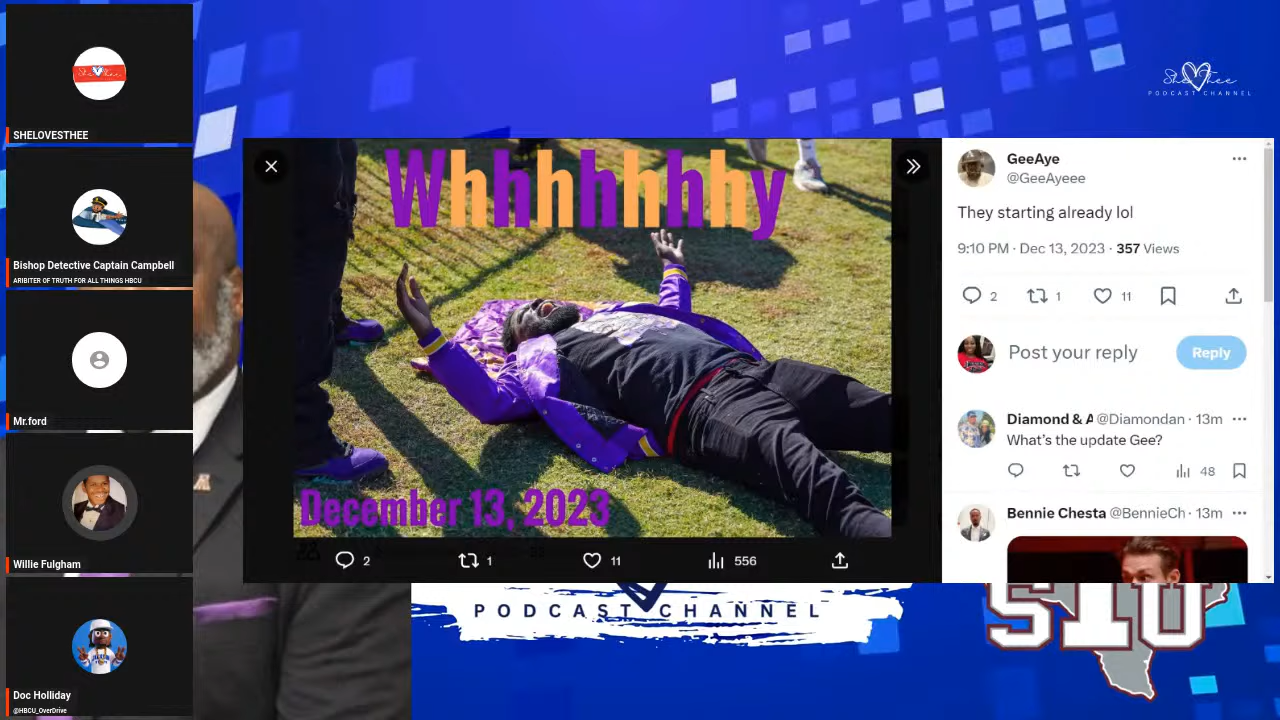 SHELOVESTHEE
Bishop Detective Captain Campbell
ARIBITER OF TRUTH FOR ALL THINGS HBCU
Mr.ford
Willie Fulgham
Doc Holliday
@HBCU_OverDrive
Whhhhhhhy
December 13, 2023
2
1
11
556
GeeAye
@GeeAyeee
They starting already lol
9:10 PM · Dec 13, 2023 · 357 Views
2
1
11
Post your reply
Reply
Diamond & A @Diamondan · 13m
What's the update Gee?
48
Bennie Chesta @BennieCh · 13m
PODCAST CHANNEL
PODCAST CHANNEL